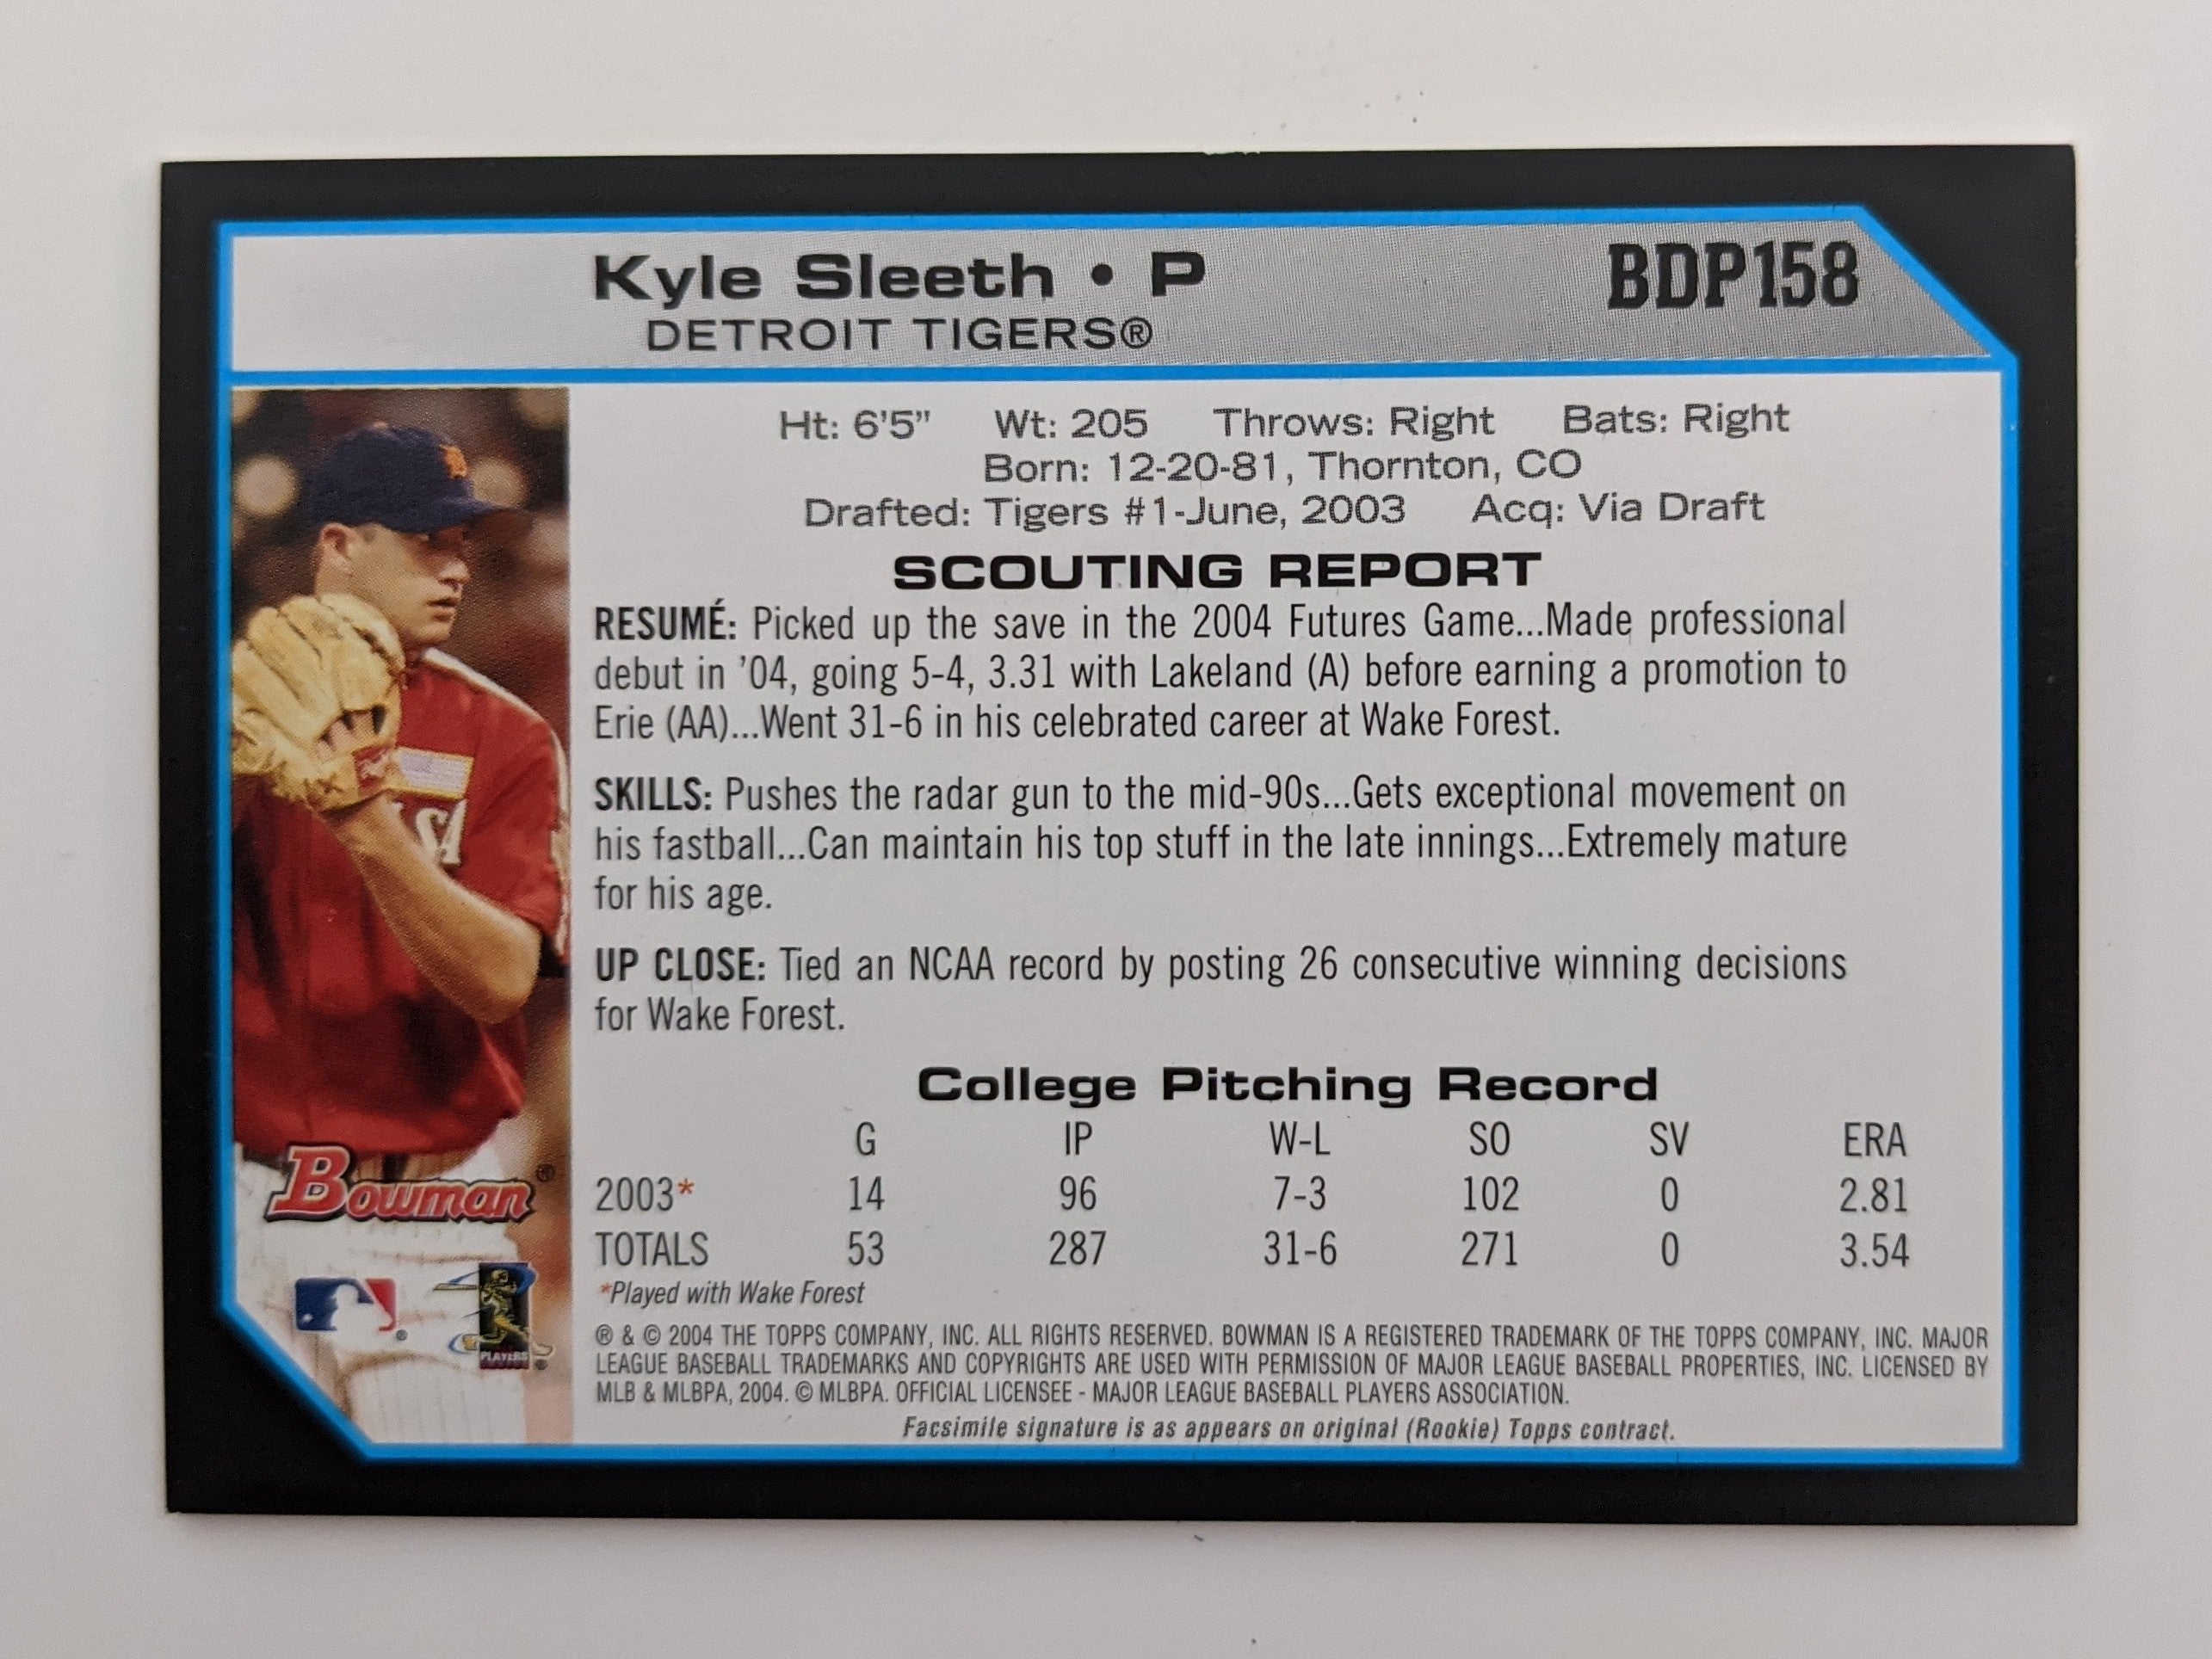 Kyle Sleeth • P
DETROIT TIGERS®
BDP158
Ht: 6'5" Wt: 205 Throws: Right Bats: Right
Born: 12-20-81, Thornton, CO
Drafted: Tigers #1-June, 2003 Acq: Via Draft
SCOUTING REPORT
RESUMÉ: Picked up the save in the 2004 Futures Game...Made professional
debut in '04, going 5-4, 3.31 with Lakeland (A) before earning a promotion to
Erie (AA)...Went 31-6 in his celebrated career at Wake Forest.
SKILLS: Pushes the radar gun to the mid-90s...Gets exceptional movement on
his fastball...Can maintain his top stuff in the late innings...Extremely mature
for his age.
UP CLOSE: Tied an NCAA record by posting 26 consecutive winning decisions
for Wake Forest.
College Pitching Record
G IP W-L SO SV ERA
2003* 14 96 7-3 102 0 2.81
TOTALS 53 287 31-6 271 0 3.54
*Played with Wake Forest
® & © 2004 THE TOPPS COMPANY, INC. ALL RIGHTS RESERVED. BOWMAN IS A REGISTERED TRADEMARK OF THE TOPPS COMPANY, INC. MAJOR
LEAGUE BASEBALL TRADEMARKS AND COPYRIGHTS ARE USED WITH PERMISSION OF MAJOR LEAGUE BASEBALL PROPERTIES, INC. LICENSED BY
MLB & MLBPA, 2004. © MLBPA. OFFICIAL LICENSEE - MAJOR LEAGUE BASEBALL PLAYERS ASSOCIATION.
Facsimile signature is as appears on original (Rookie) Topps contract.
SA
Bowman®
PLAYERS